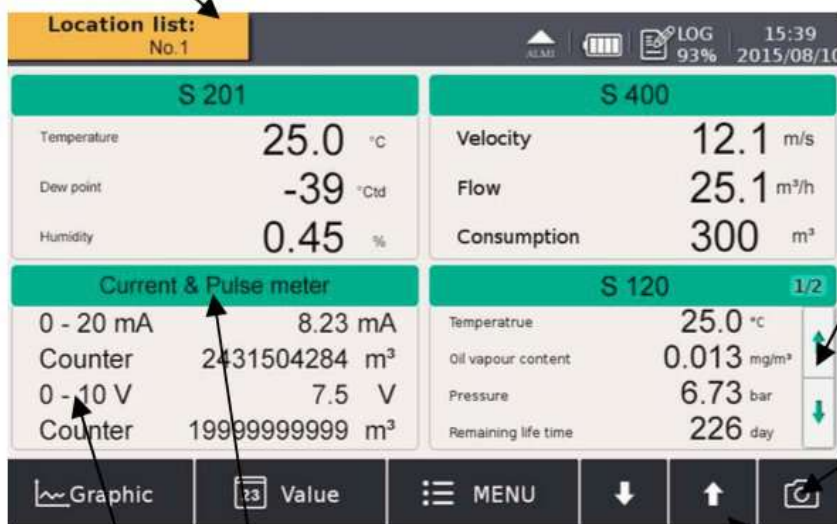 Location list:
No.1
ALM1
LOG
93%
15:39
2015/08/10
S 201
Temperature 25.0 °C
Dew point -39 °Ctd
Humidity 0.45 %
S 400
Velocity 12.1 m/s
Flow 25.1 m³/h
Consumption 300 m³
Current & Pulse meter
0 - 20 mA 8.23 mA
Counter 2431504284 m³
0 - 10 V 7.5 V
Counter 19999999999 m³
S 120 1/2
Temperatrue 25.0 °C
Oil vapour content 0.013 mg/m³
Pressure 6.73 bar
Remaining life time 226 day
Graphic
23 Value
MENU